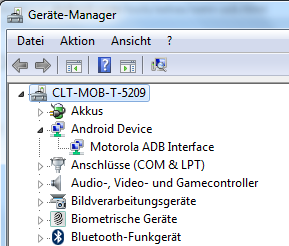 Geräte-Manager
Datei Aktion Ansicht ?
CLT-MOB-T-5209
Akkus
Android Device
Motorola ADB Interface
Anschlüsse (COM & LPT)
Audio-, Video- und Gamecontroller
Bildverarbeitungsgeräte
Biometrische Geräte
Bluetooth-Funkgerät